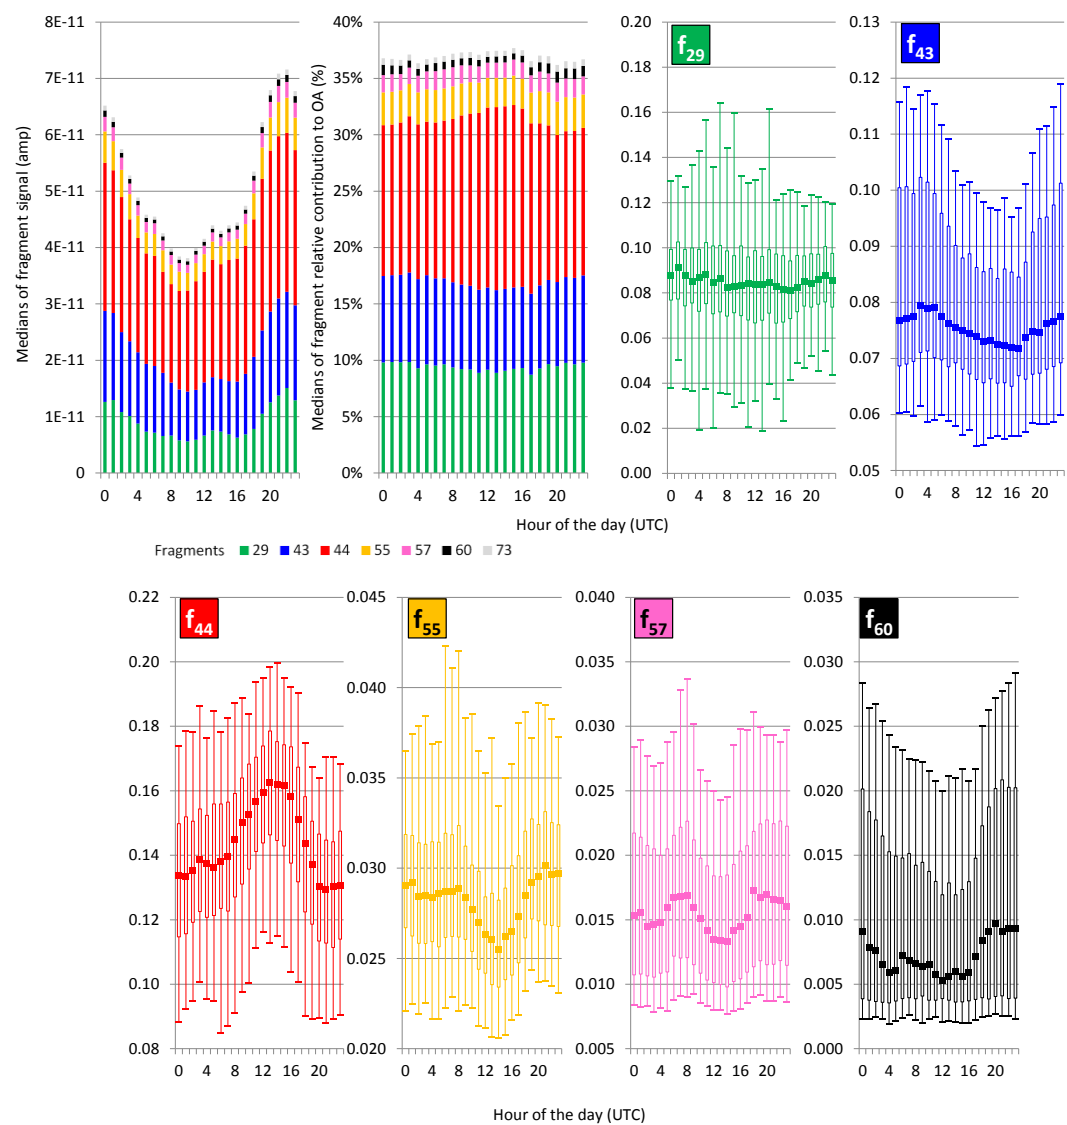 8E-11
7E-11
6E-11
5E-11
4E-11
3E-11
2E-11
1E-11
0
Medians of fragment signal (amp)
0 4 8 12 16 20
40%
35%
30%
25%
20%
15%
10%
5%
0%
Medians of fragment relative contribution to OA (%)
0 4 8 12 16 20
f29
0.20
0.18
0.16
0.14
0.12
0.10
0.08
0.06
0.04
0.02
0.00
0 4 8 12 16 20
f43
0.13
0.12
0.11
0.10
0.09
0.08
0.07
0.06
0.05
0 4 8 12 16 20
Hour of the day (UTC)
Fragments 29 43 44 55 57 60 73
f44
0.22
0.20
0.18
0.16
0.14
0.12
0.10
0.08
0 4 8 12 16 20
f55
0.045
0.040
0.035
0.030
0.025
0.020
0 4 8 12 16 20
f57
0.040
0.035
0.030
0.025
0.020
0.015
0.010
0.005
0 4 8 12 16 20
f60
0.035
0.030
0.025
0.020
0.015
0.010
0.005
0.000
0 4 8 12 16 20
Hour of the day (UTC)